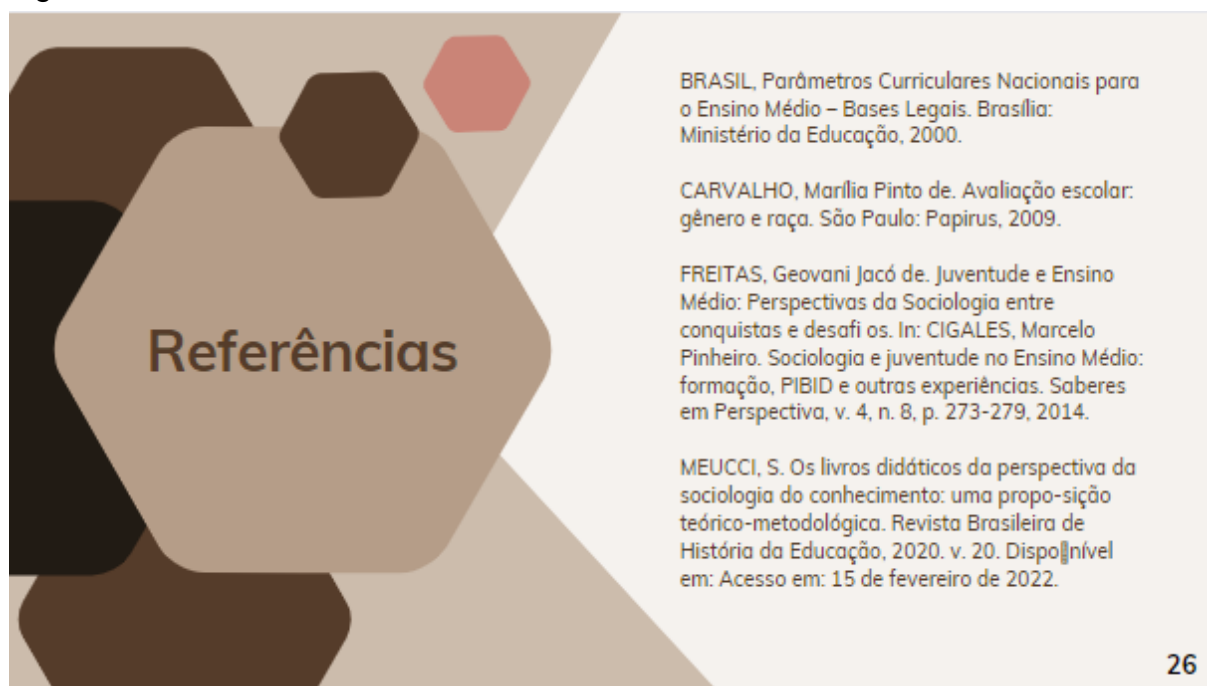 Referências
BRASIL, Parâmetros Curriculares Nacionais para
o Ensino Médio – Bases Legais. Brasília:
Ministério da Educação, 2000.
CARVALHO, Marília Pinto de. Avaliação escolar:
gênero e raça. São Paulo: Papirus, 2009.
FREITAS, Geovani Jacó de. Juventude e Ensino
Médio: Perspectivas da Sociologia entre
conquistas e desafi os. In: CIGALES, Marcelo
Pinheiro. Sociologia e juventude no Ensino Médio:
formação, PIBID e outras experiências. Saberes
em Perspectiva, v. 4, n. 8, p. 273-279, 2014.
MEUCCI, S. Os livros didáticos da perspectiva da
sociologia do conhecimento: uma propo-sição
teórico-metodológica. Revista Brasileira de
História da Educação, 2020. v. 20. Disponível
em: Acesso em: 15 de fevereiro de 2022.
26